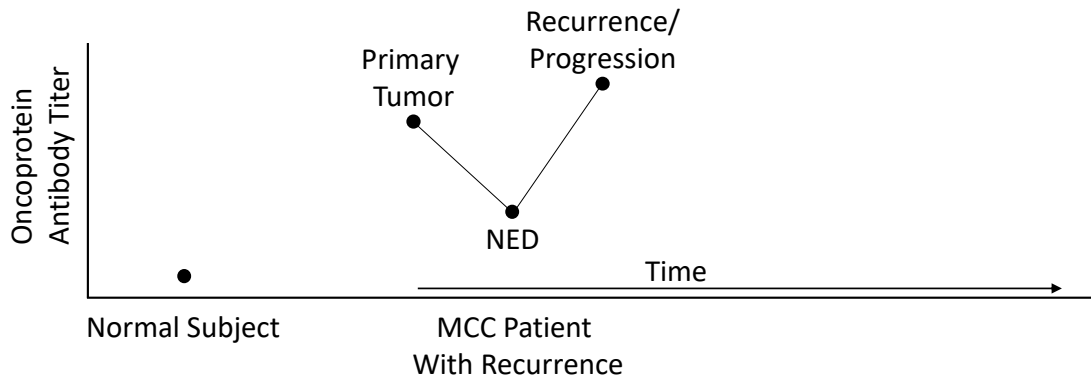 Oncoprotein
Antibody Titer
Primary
Tumor
Recurrence/
Progression
NED
Time
Normal Subject
MCC Patient
With Recurrence